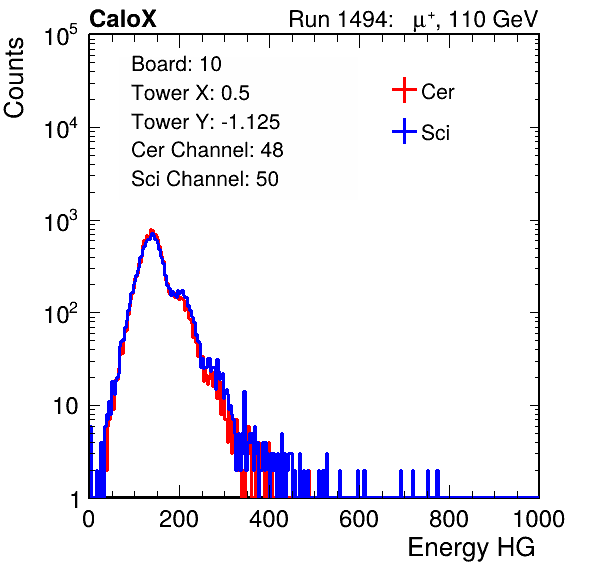 CaloX Run 1494: μ⁺, 110 GeV
Counts
10⁵
10⁴
10³
10²
10
1
Board: 10
Tower X: 0.5
Tower Y: -1.125
Cer Channel: 48
Sci Channel: 50
Cer
Sci
0 200 400 600 800 1000
Energy HG